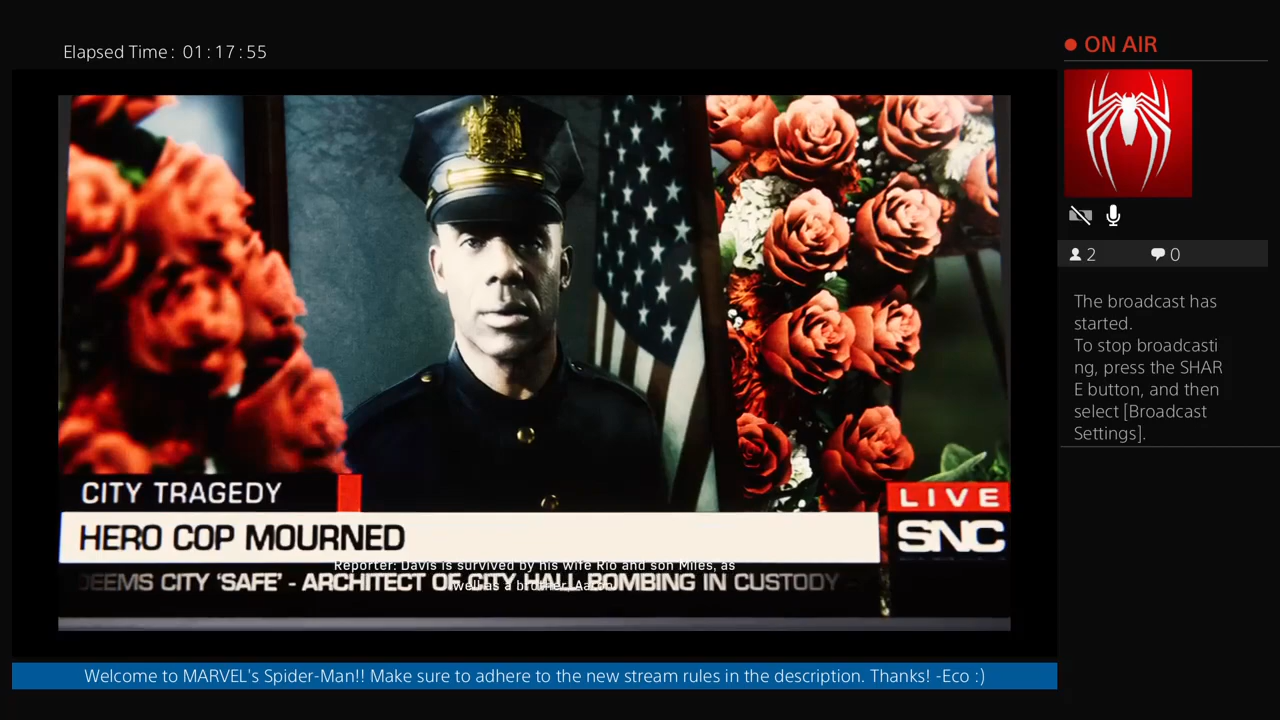 Elapsed Time: 01:17:55
ON AIR
2 0
The broadcast has
started.
To stop broadcasti
ng, press the SHAR
E button, and then
select [Broadcast
Settings].
CITY TRAGEDY
LIVE
HERO COP MOURNED
SNC
Reporter: Davis is survived by his wife Rio and son Miles, as
well as a brother, Aaron.
DEEMS CITY 'SAFE' - ARCHITECT OF CITY HALL BOMBING IN CUSTODY
Welcome to MARVEL's Spider-Man!! Make sure to adhere to the new stream rules in the description. Thanks! -Eco :)